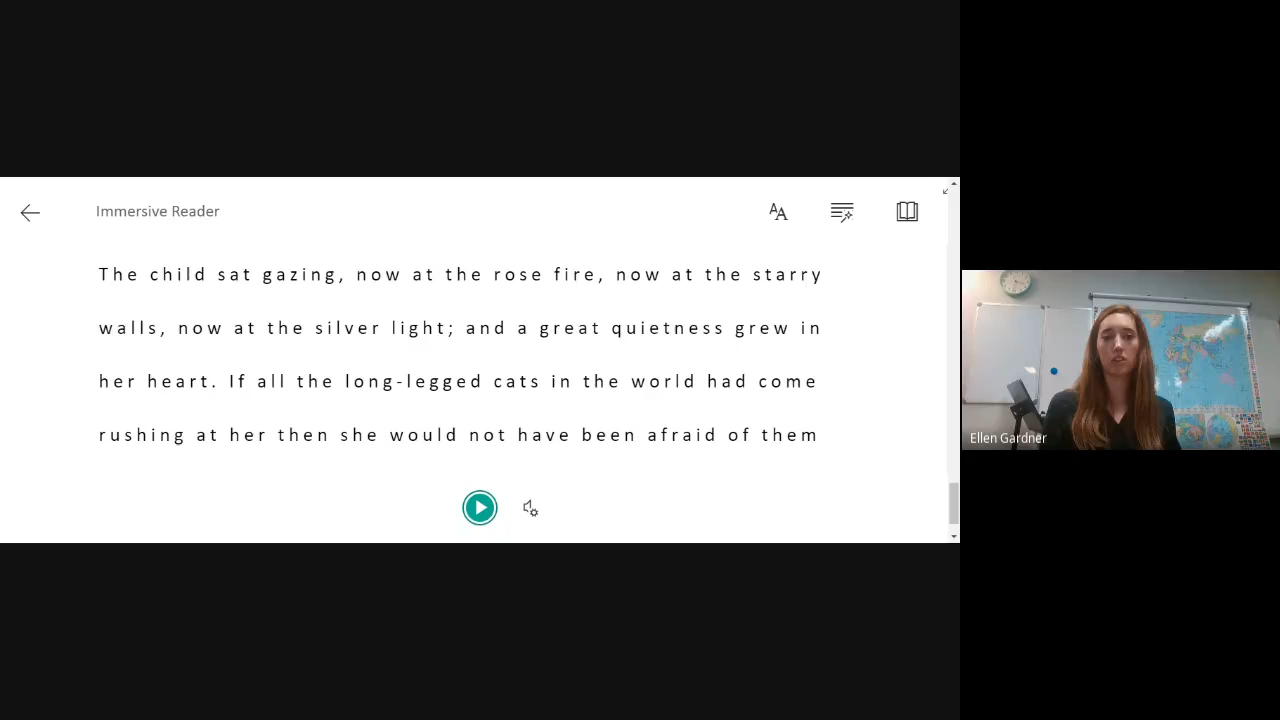 Immersive Reader
The child sat gazing, now at the rose fire, now at the starry
walls, now at the silver light; and a great quietness grew in
her heart. If all the long-legged cats in the world had come
rushing at her then she would not have been afraid of them
Ellen Gardner